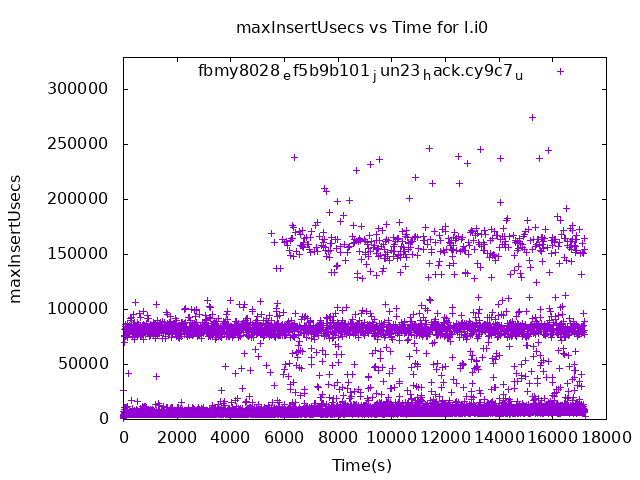 maxInsertUsecs vs Time for l.i0
fbmy8028ₑf5b9b101ⱼun23ₕack.cy9c7ᵤ
300000
250000
200000
150000
100000
50000
0
maxInsertUsecs
0 2000 4000 6000 8000 10000 12000 14000 16000 18000
Time(s)